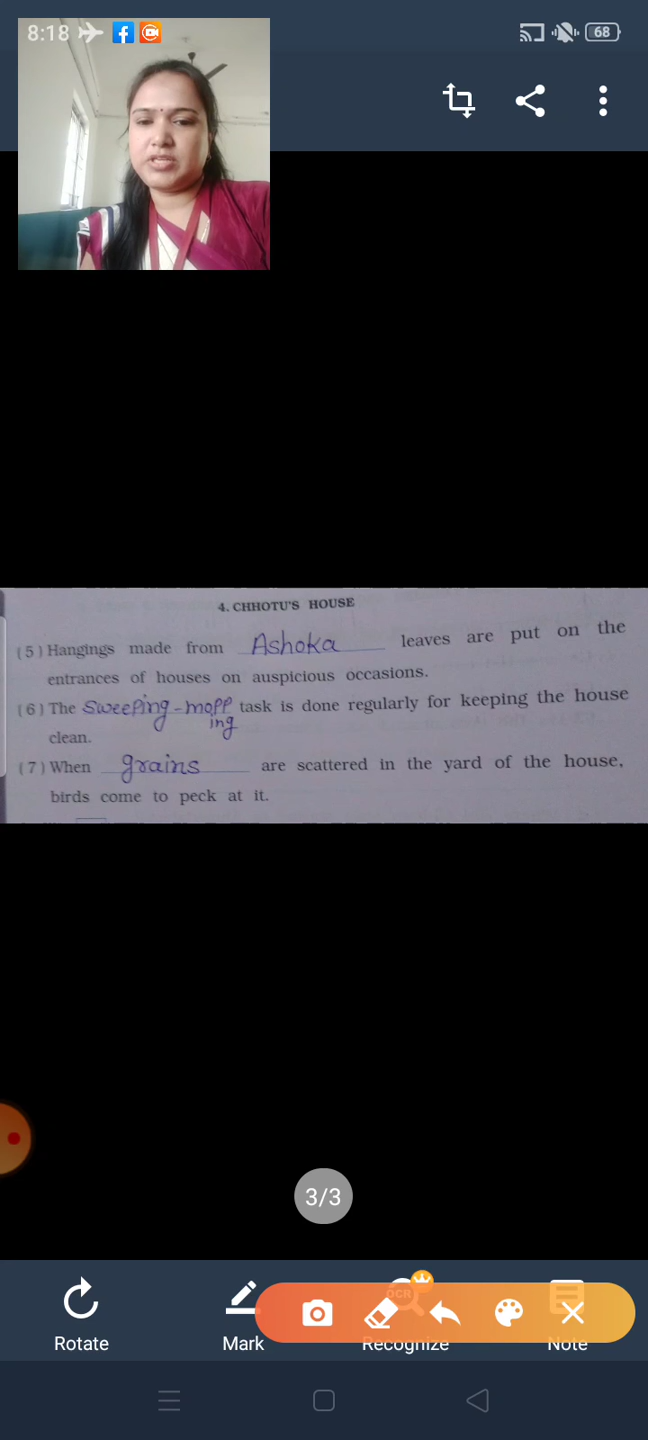 8:18
68
4. CHHOTU'S HOUSE
(5) Hangings made from Ashoka leaves are put on the
entrances of houses on auspicious occasions.
(6) The Sweeping-mopp task is done regularly for keeping the house
ing
clean.
(7) When grains are scattered in the yard of the house,
birds come to peck at it.
3/3
OCR
Rotate
Mark
Recognize
Note